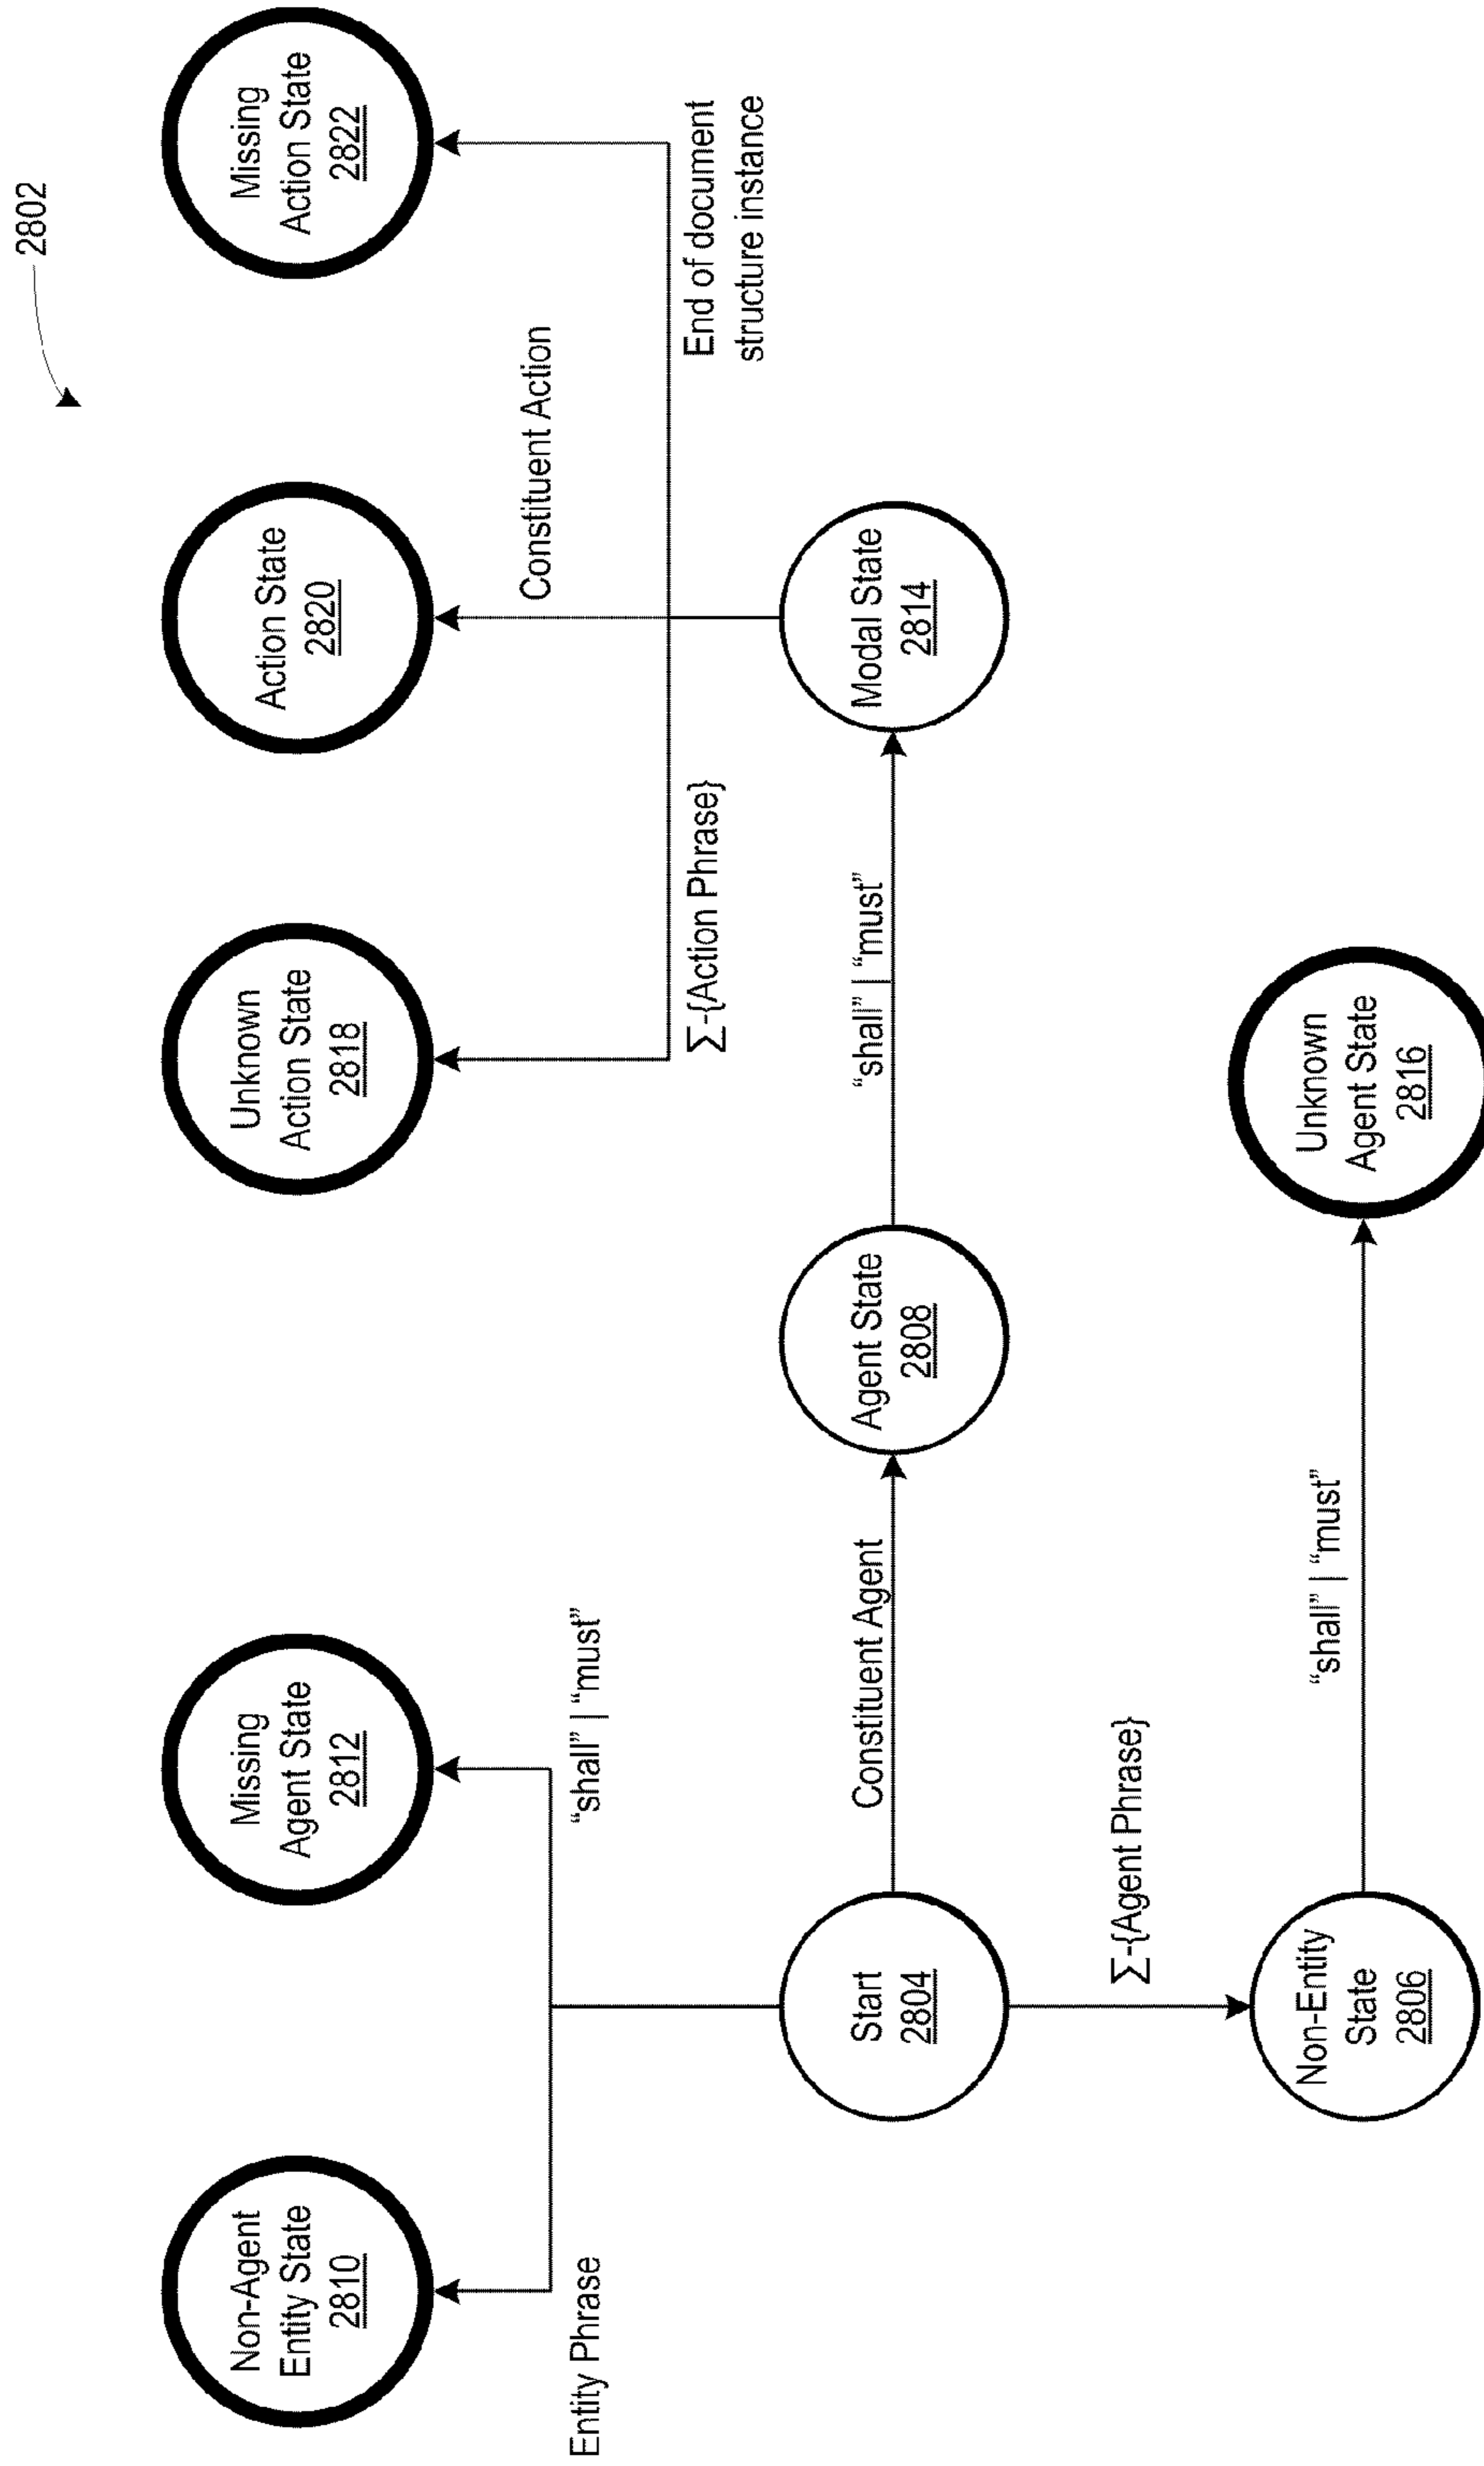 2802
Non-Agent
Entity State
2810
Missing
Agent State
2812
Unknown
Action State
2818
Action State
2820
Missing
Action State
2822
Entity Phrase
“shall” | “must”
Σ-{Action Phrase}
Constituent Action
End of document
structure instance
Start
2804
Constituent Agent
Agent State
2808
“shall” | “must”
Modal State
2814
Σ-{Agent Phrase}
Non-Entity
State
2806
“shall” | “must”
Unknown
Agent State
2816